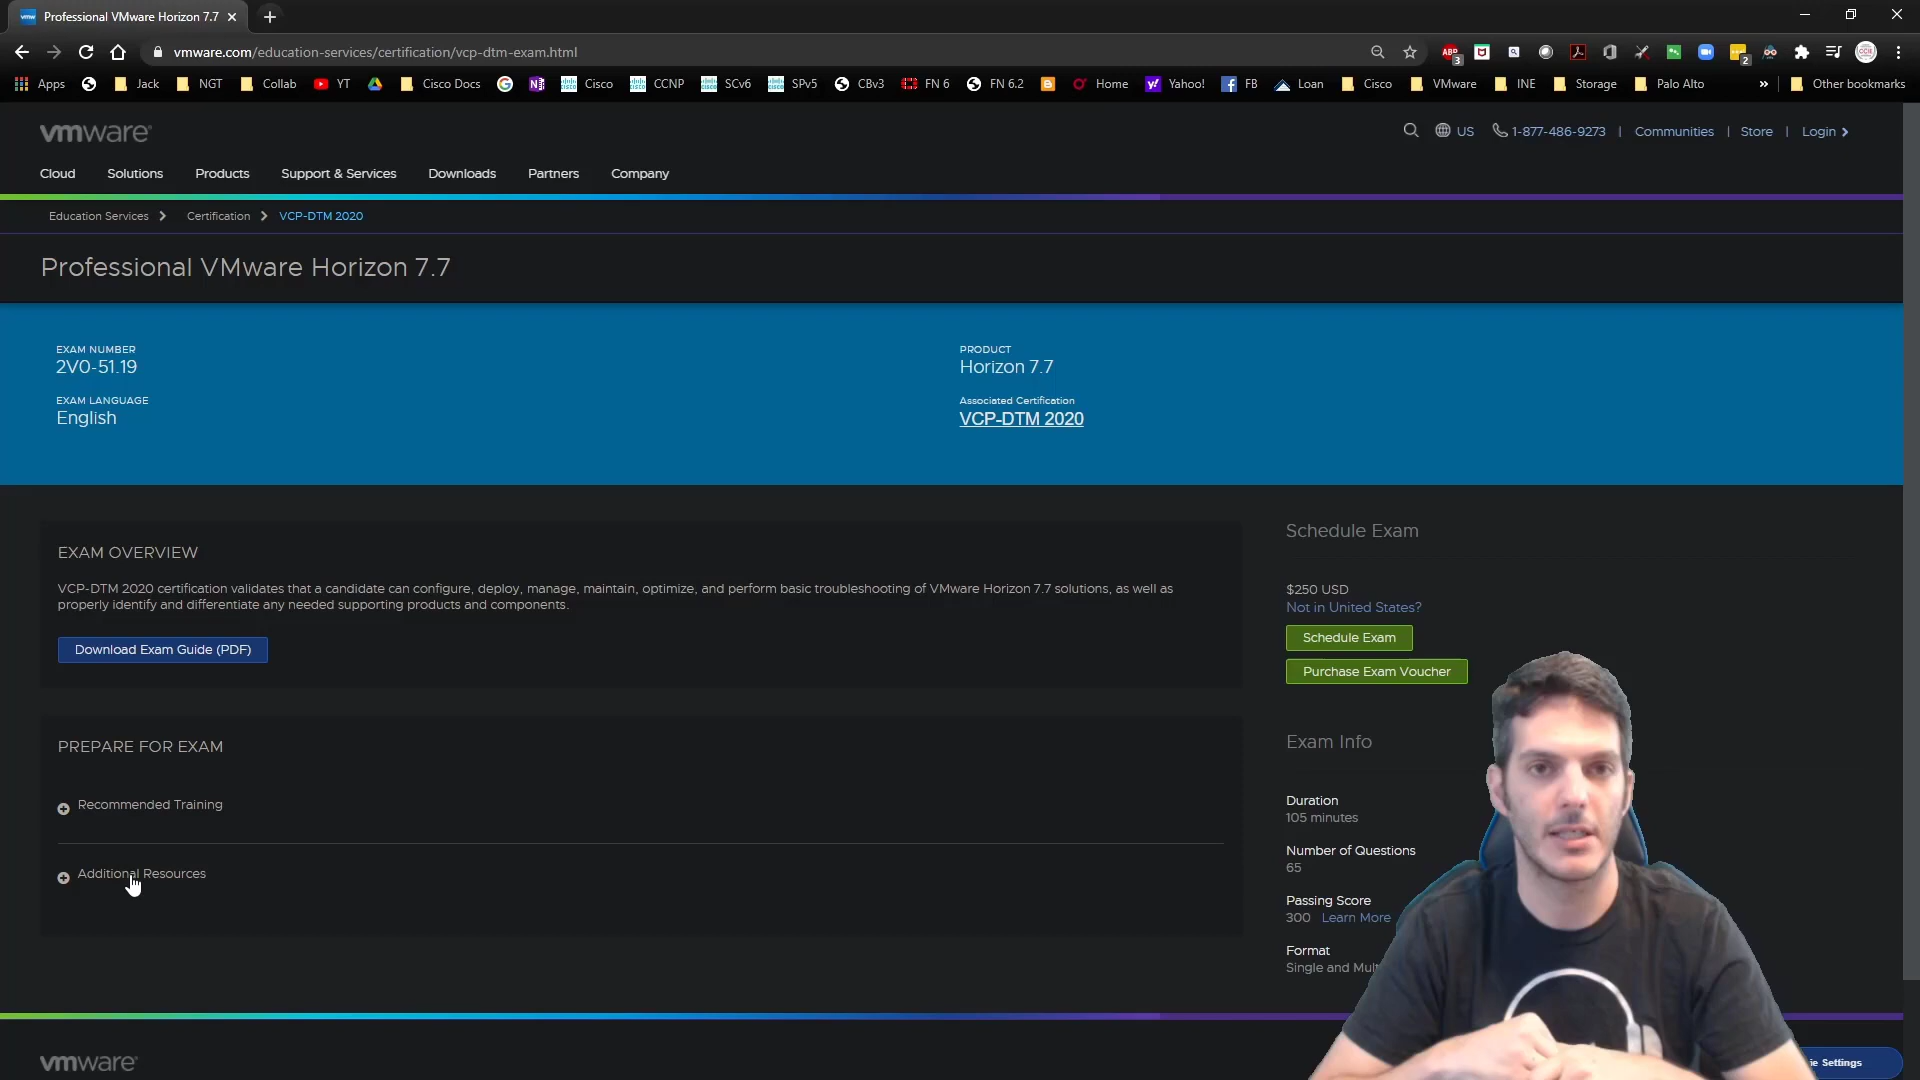 Professional VMware Horizon 7.7
vmware.com/education-services/certification/vcp-dtm-exam.html
ABP
3
2
Apps
Jack
NGT
Collab
YT
Cisco Docs
Cisco
CCNP
SCv6
SPv5
CBv3
FN 6
FN 6.2
Home
Yahoo!
FB
Loan
Cisco
VMware
INE
Storage
Palo Alto
»
Other bookmarks
vmware
US
1-877-486-9273 | Communities | Store | Login
Cloud Solutions Products Support & Services Downloads Partners Company
Education Services Certification VCP-DTM 2020
Professional VMware Horizon 7.7
EXAM NUMBER
2V0-51.19
EXAM LANGUAGE
English
PRODUCT
Horizon 7.7
Associated Certification
VCP-DTM 2020
EXAM OVERVIEW
VCP-DTM 2020 certification validates that a candidate can configure, deploy, manage, maintain, optimize, and perform basic troubleshooting of VMware Horizon 7.7 solutions, as well as
properly identify and differentiate any needed supporting products and components.
Download Exam Guide (PDF)
PREPARE FOR EXAM
Recommended Training
Additional Resources
Schedule Exam
$250 USD
Not in United States?
Schedule Exam
Purchase Exam Voucher
Exam Info
Duration
105 minutes
Number of Questions
65
Passing Score
300 Learn More
Format
Single and Mult
vmware
ie Settings